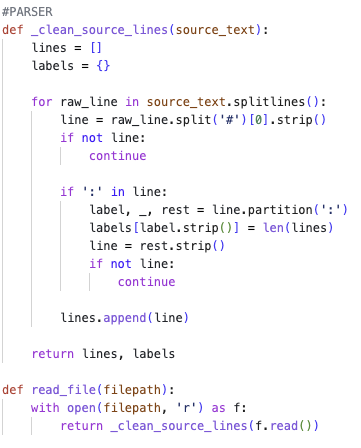 #PARSER
def _clean_source_lines(source_text):
    lines = []
    labels = {}

    for raw_line in source_text.splitlines():
        line = raw_line.split('#')[0].strip()
        if not line:
            continue

        if ':' in line:
            label, _, rest = line.partition(':')
            labels[label.strip()] = len(lines)
            line = rest.strip()
            if not line:
                continue

        lines.append(line)

    return lines, labels

def read_file(filepath):
    with open(filepath, 'r') as f:
        return _clean_source_lines(f.read())